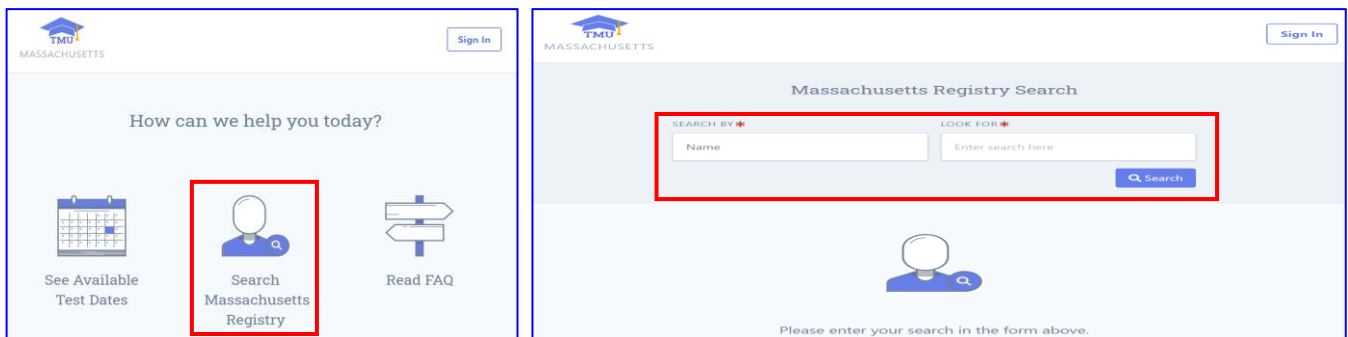 TMU
MASSACHUSETTS
Sign In
How can we help you today?
See Available
Test Dates
Search
Massachusetts
Registry
Read FAQ
TMU
MASSACHUSETTS
Sign In
Massachusetts Registry Search
SEARCH BY✱ LOOK FOR✱
Name Enter search here
Search
Please enter your search in the form above.